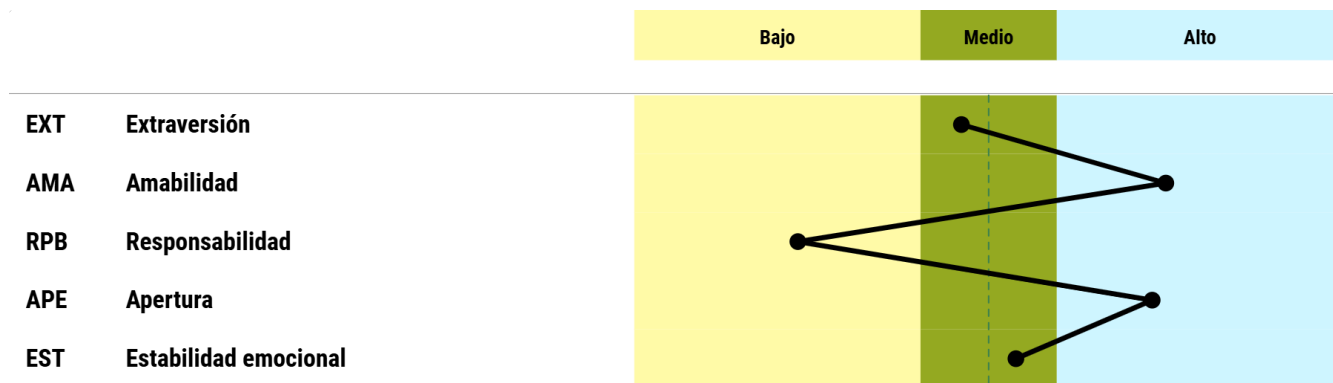 Bajo Medio Alto
EXT Extraversión
AMA Amabilidad
RPB Responsabilidad
APE Apertura
EST Estabilidad emocional